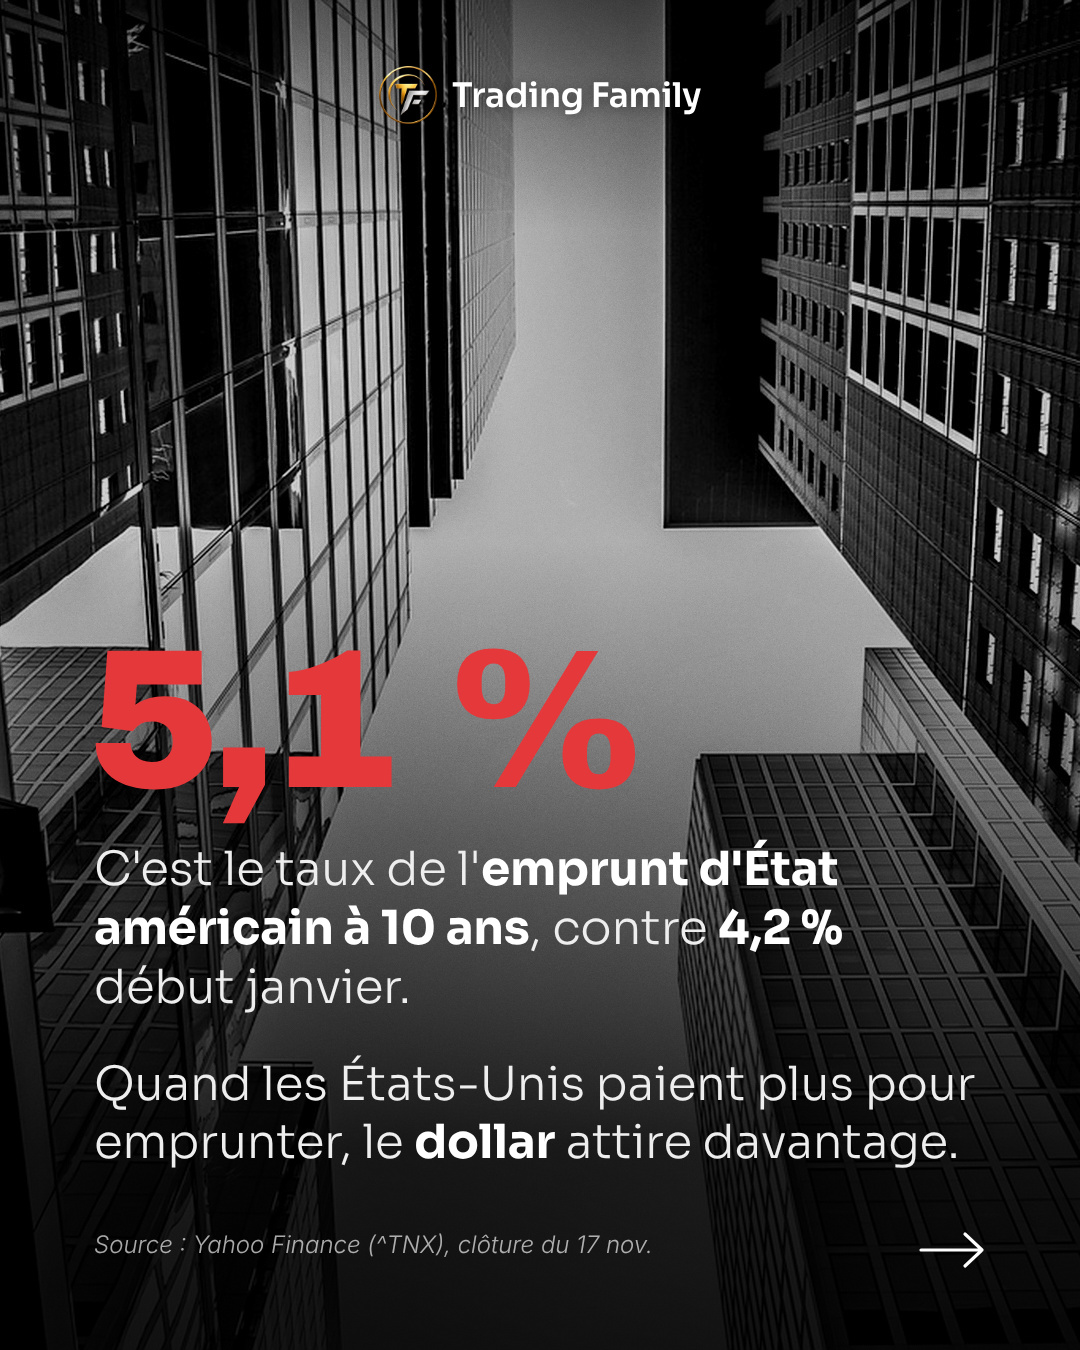 TF Trading Family
5,1 %
C'est le taux de l'emprunt d'État
américain à 10 ans, contre 4,2 %
début janvier.
Quand les États-Unis paient plus pour
emprunter, le dollar attire davantage.
Source : Yahoo Finance (^TNX), clôture du 17 nov.